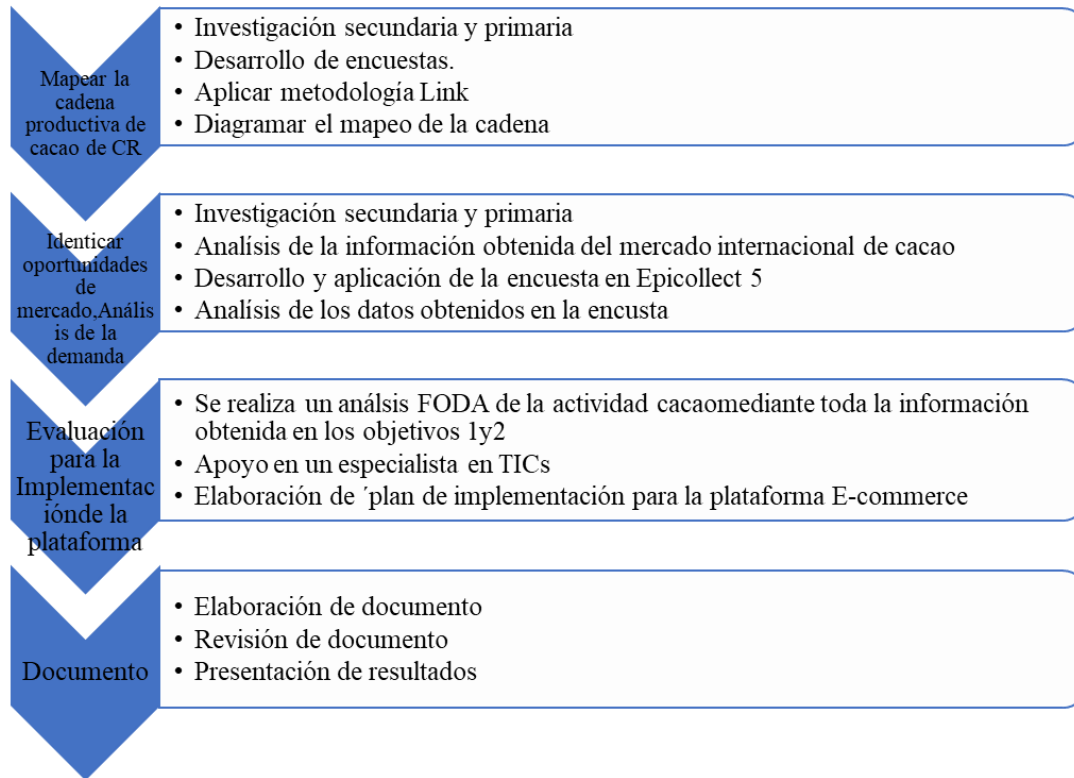 Mapear la
cadena
productiva de
cacao de CR
• Investigación secundaria y primaria
• Desarrollo de encuestas.
• Aplicar metodología Link
• Diagramar el mapeo de la cadena
Identicar
oportunidades
de
mercado,Anális
is de la
demanda
• Investigación secundaria y primaria
• Analísis de la información obtenida del mercado internacional de cacao
• Desarrollo y aplicación de la encuesta en Epicollect 5
• Analísis de los datos obtenidos en la encusta
Evaluación
para la
Implementac
iónde la
plataforma
• Se realiza un análsis FODA de la actividad cacaomediante toda la información
obtenida en los objetivos 1y2
• Apoyo en un especialista en TICs
• Elaboración de ´plan de implementación para la plataforma E-commerce
Documento
• Elaboración de documento
• Revisión de documento
• Presentación de resultados